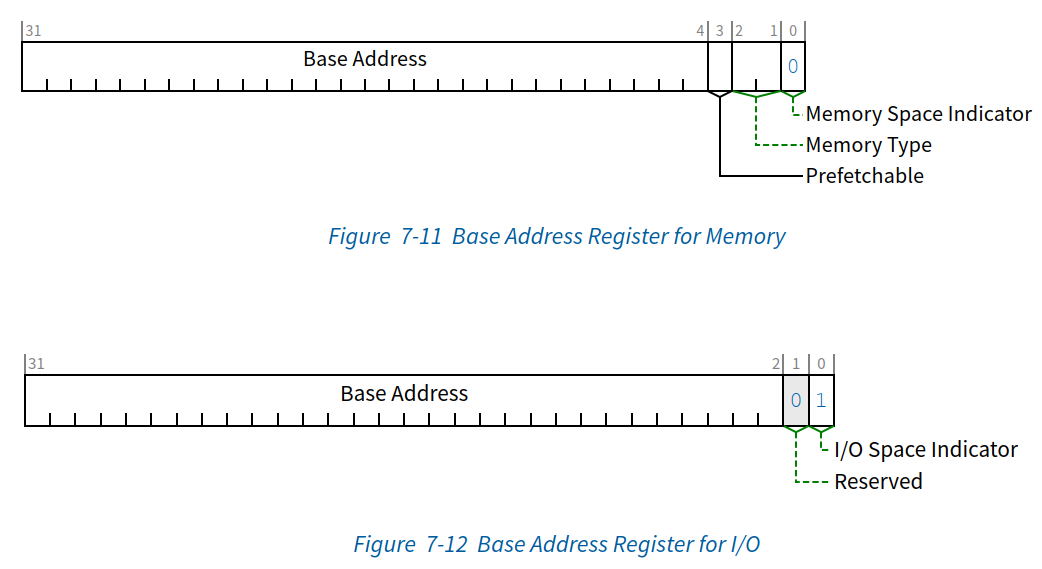 31 4 3 2 1 0
Base Address
0
Memory Space Indicator
Memory Type
Prefetchable
Figure 7-11 Base Address Register for Memory
31 2 1 0
Base Address
0 1
I/O Space Indicator
Reserved
Figure 7-12 Base Address Register for I/O